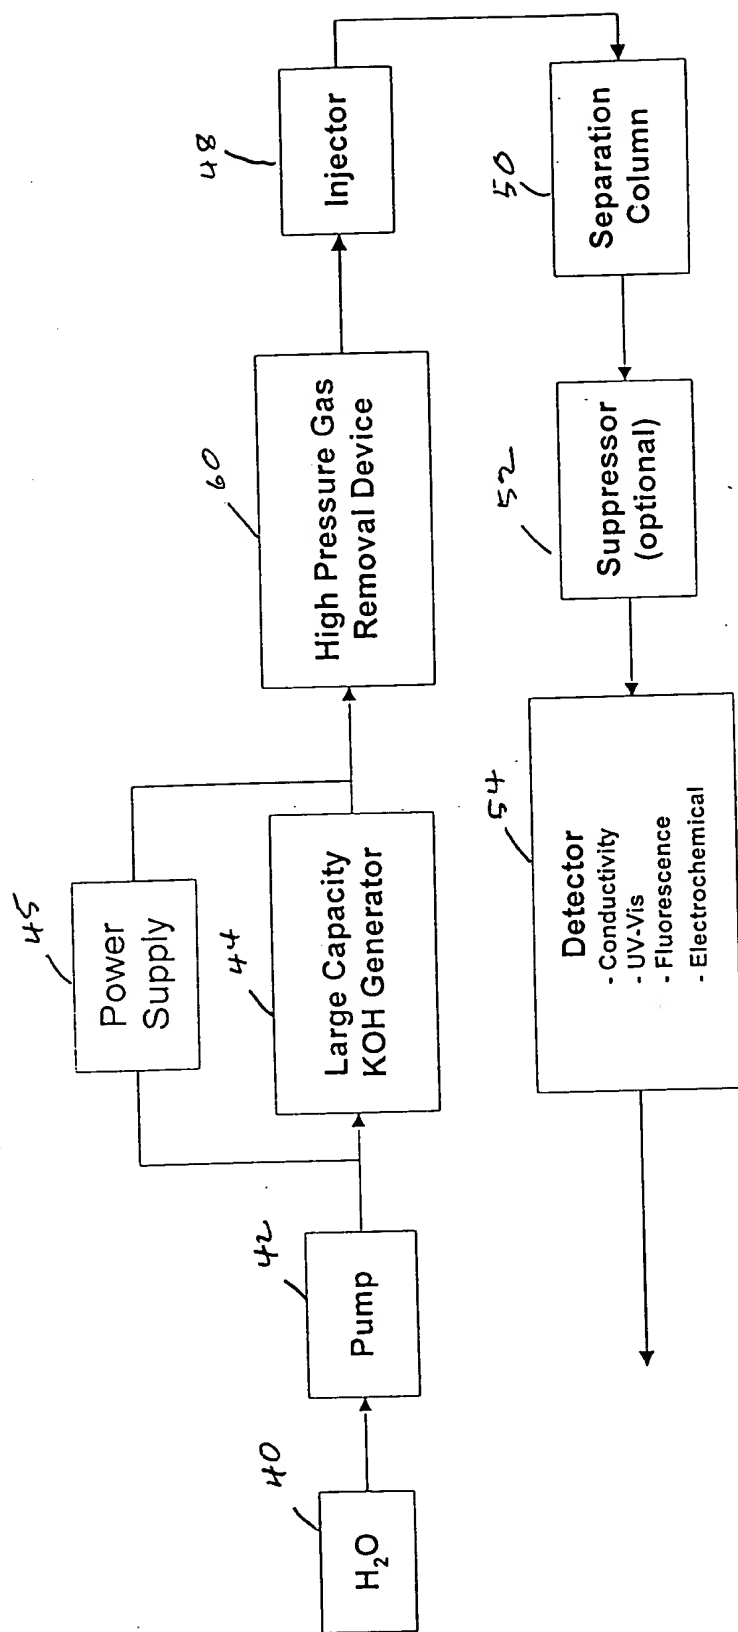 40
H₂O
42
Pump
45
Power
Supply
44
Large Capacity
KOH Generator
60
High Pressure Gas
Removal Device
48
Injector
50
Separation
Column
52
Suppressor
(optional)
54
Detector
- Conductivity
- UV-Vis
- Fluorescence
- Electrochemical